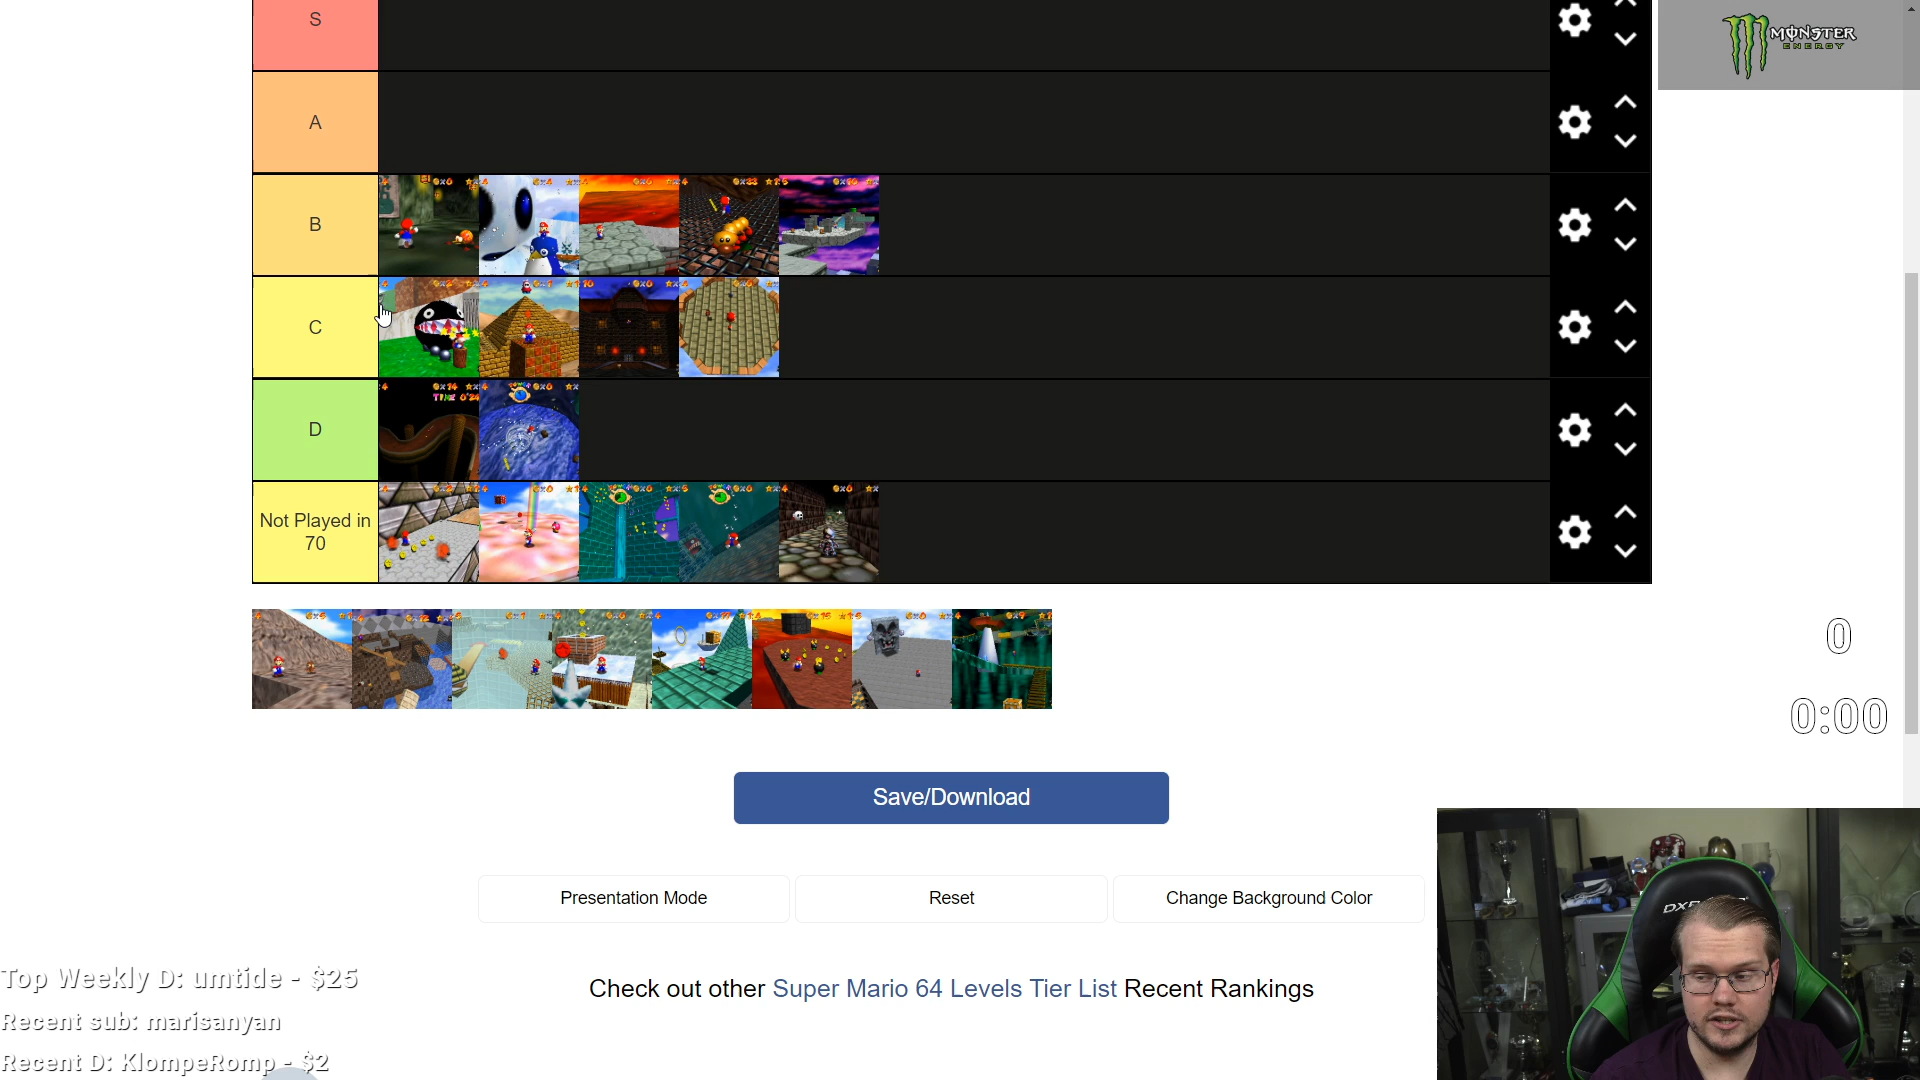 S
MONSTER
ENERGY
A
B
C
D
Not Played in
70
0
0:00
Save/Download
Presentation Mode
Reset
Change Background Color
Check out other Super Mario 64 Levels Tier List Recent Rankings
Top Weekly D: umtide - $25
Recent sub: marisanyan
Recent D: KlompeRomp - $2